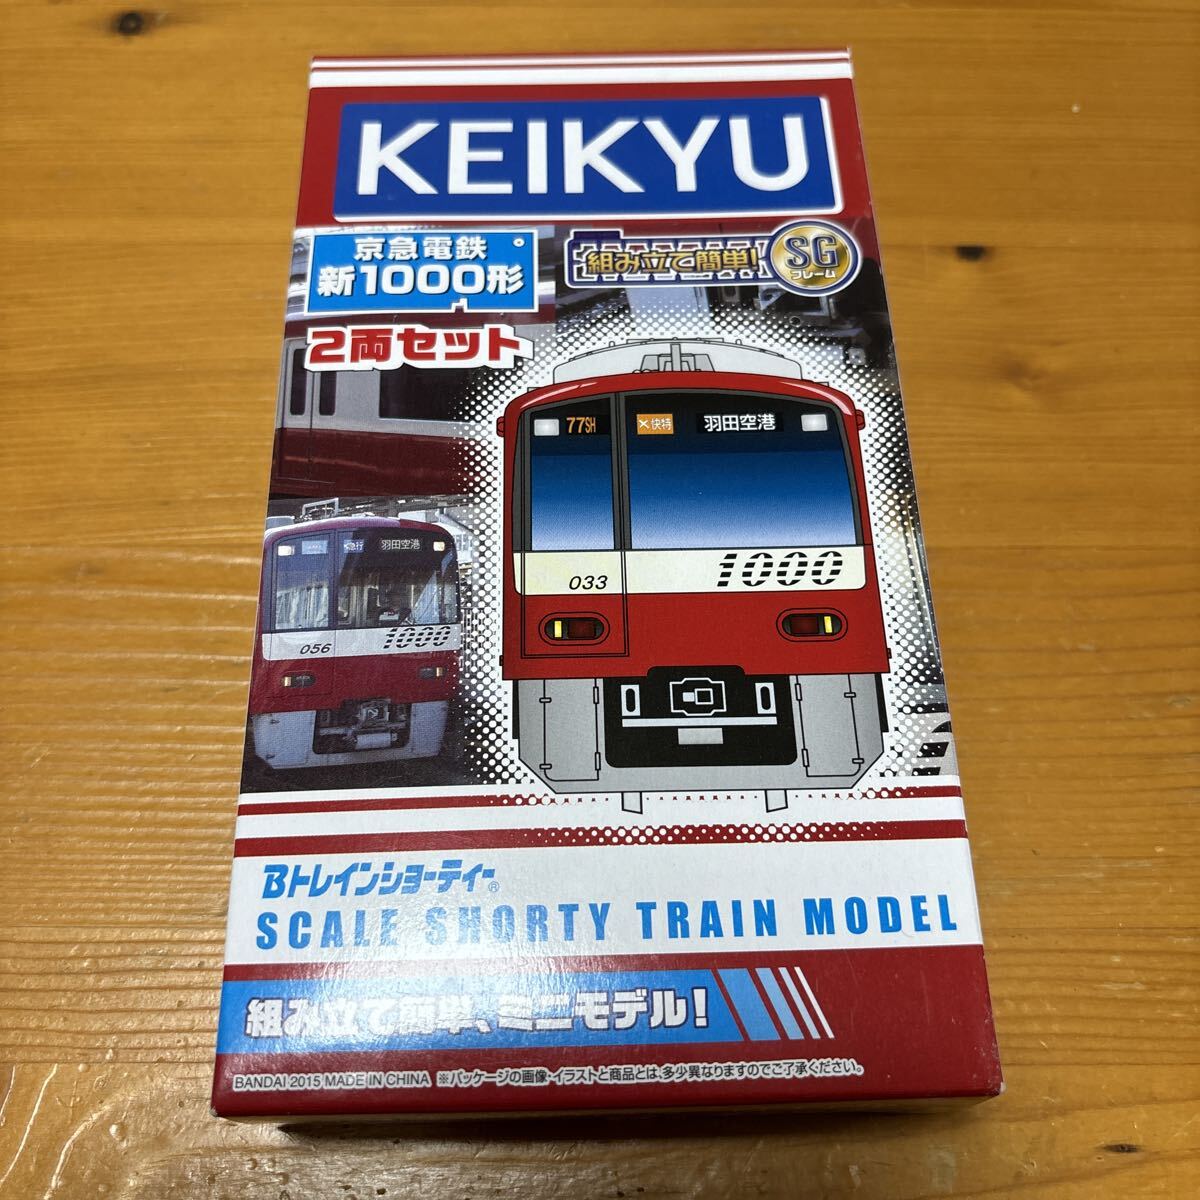 KEIKYU
京急電鉄
新1000形
組み立て簡単!
SG
フレーム
2両セット
77SH
快特
羽田空港
033
1000
急行
羽田空港
056
1000
Bトレインショーティー®
SCALE SHORTY TRAIN MODEL
組み立て簡単、ミニモデル!
BANDAI 2015 MADE IN CHINA ※パッケージの画像・イラストと商品とは、多少異なりますのでご了承ください。